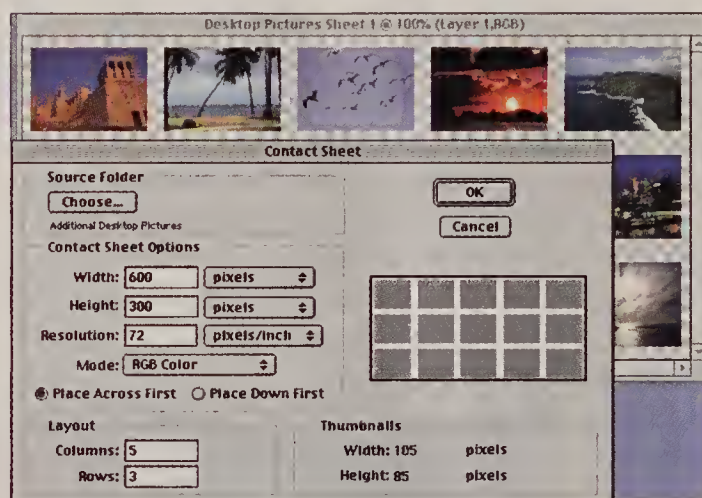 Desktop Pictures Sheet 1 @ 100% (Layer 1,RGB)
Contact Sheet
Source Folder
Choose...
Additional Desktop Pictures
OK
Cancel
Contact Sheet Options
Width: 600 pixels
Height: 300 pixels
Resolution: 72 pixels/inch
Mode: RGB Color
Place Across First Place Down First
Layout
Columns: 5
Rows: 3
Thumbnails
Width: 105 pixels
Height: 85 pixels